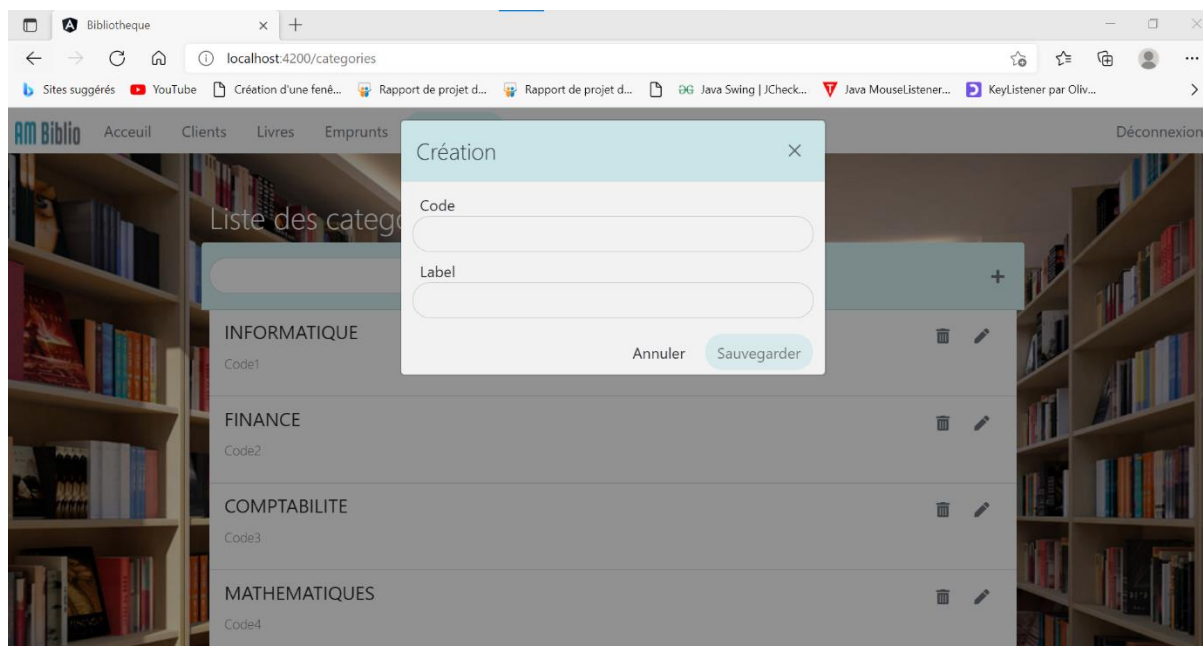 Bibliotheque
localhost:4200/categories
Sites suggérés YouTube Création d'une fenê... Rapport de projet d... Rapport de projet d... Java Swing | JCheck... Java MouseListener... KeyListener par Oliv...
AM Biblio Acceuil Clients Livres Emprunts Déconnexion
Création
Code
Liste des catego
Label
Annuler Sauvegarder
INFORMATIQUE
Code1
FINANCE
Code2
COMPTABILITE
Code3
MATHEMATIQUES
Code4